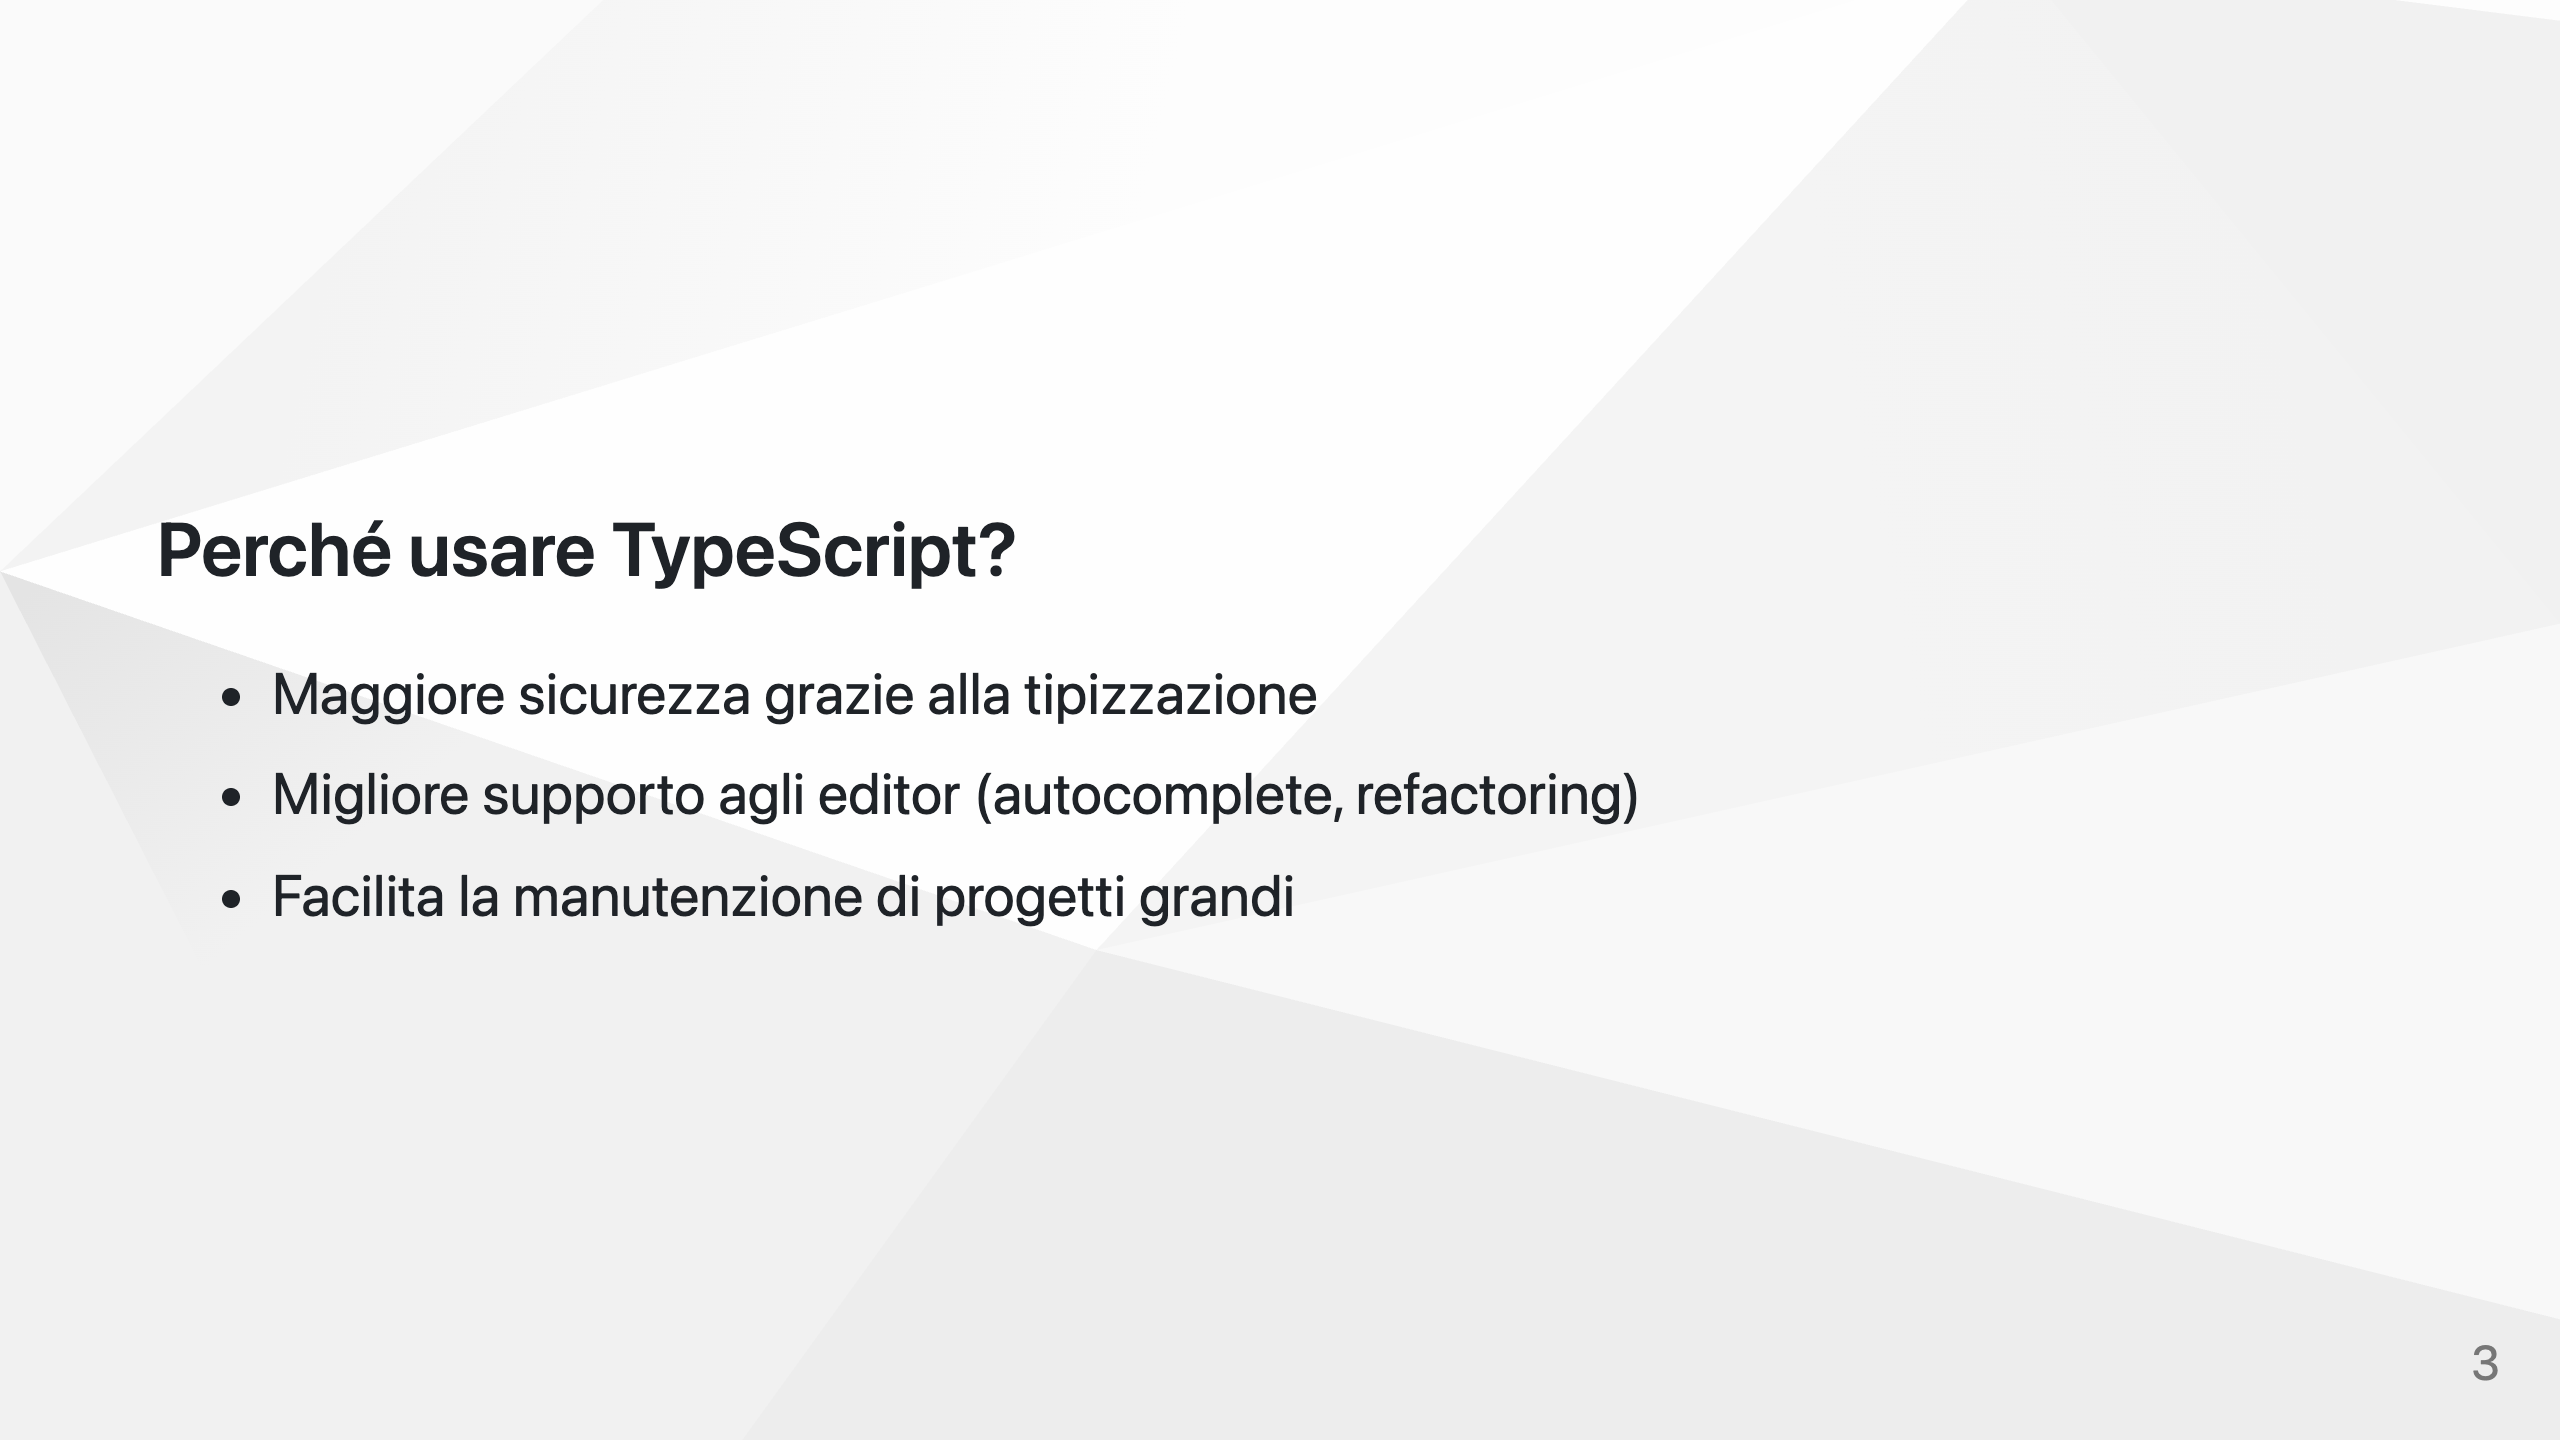 Perché usare TypeScript?
• Maggiore sicurezza grazie alla tipizzazione
• Migliore supporto agli editor (autocomplete, refactoring)
• Facilita la manutenzione di progetti grandi
3